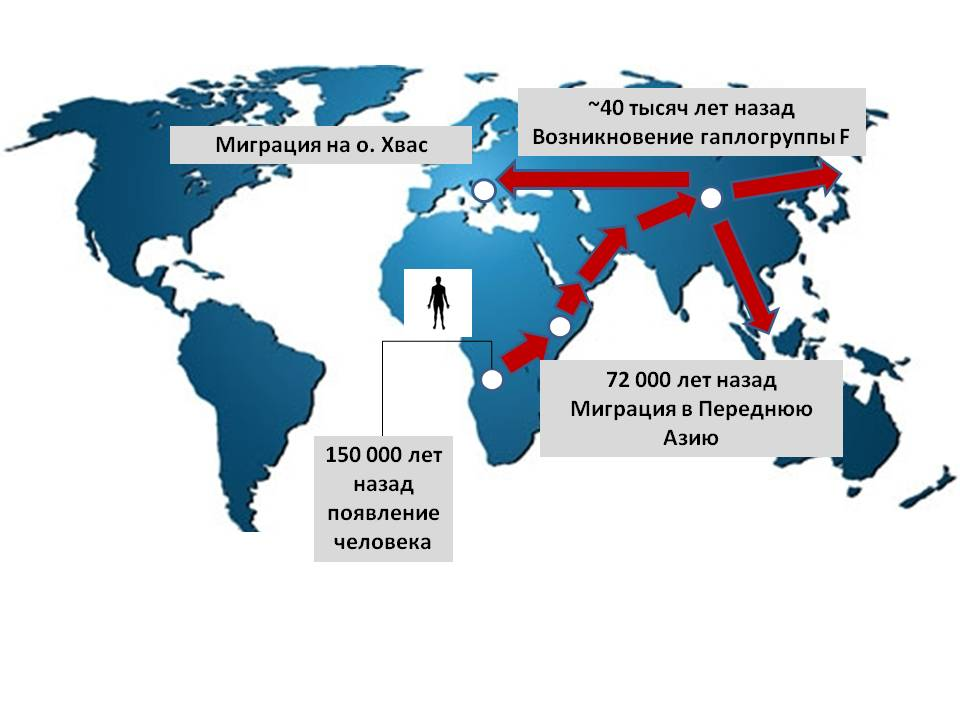 ~40 тысяч лет назад
Возникновение гаплогруппы F
Миграция на о. Хвас
72 000 лет назад
Миграция в Переднюю
Азию
150 000 лет
назад
появление
человека